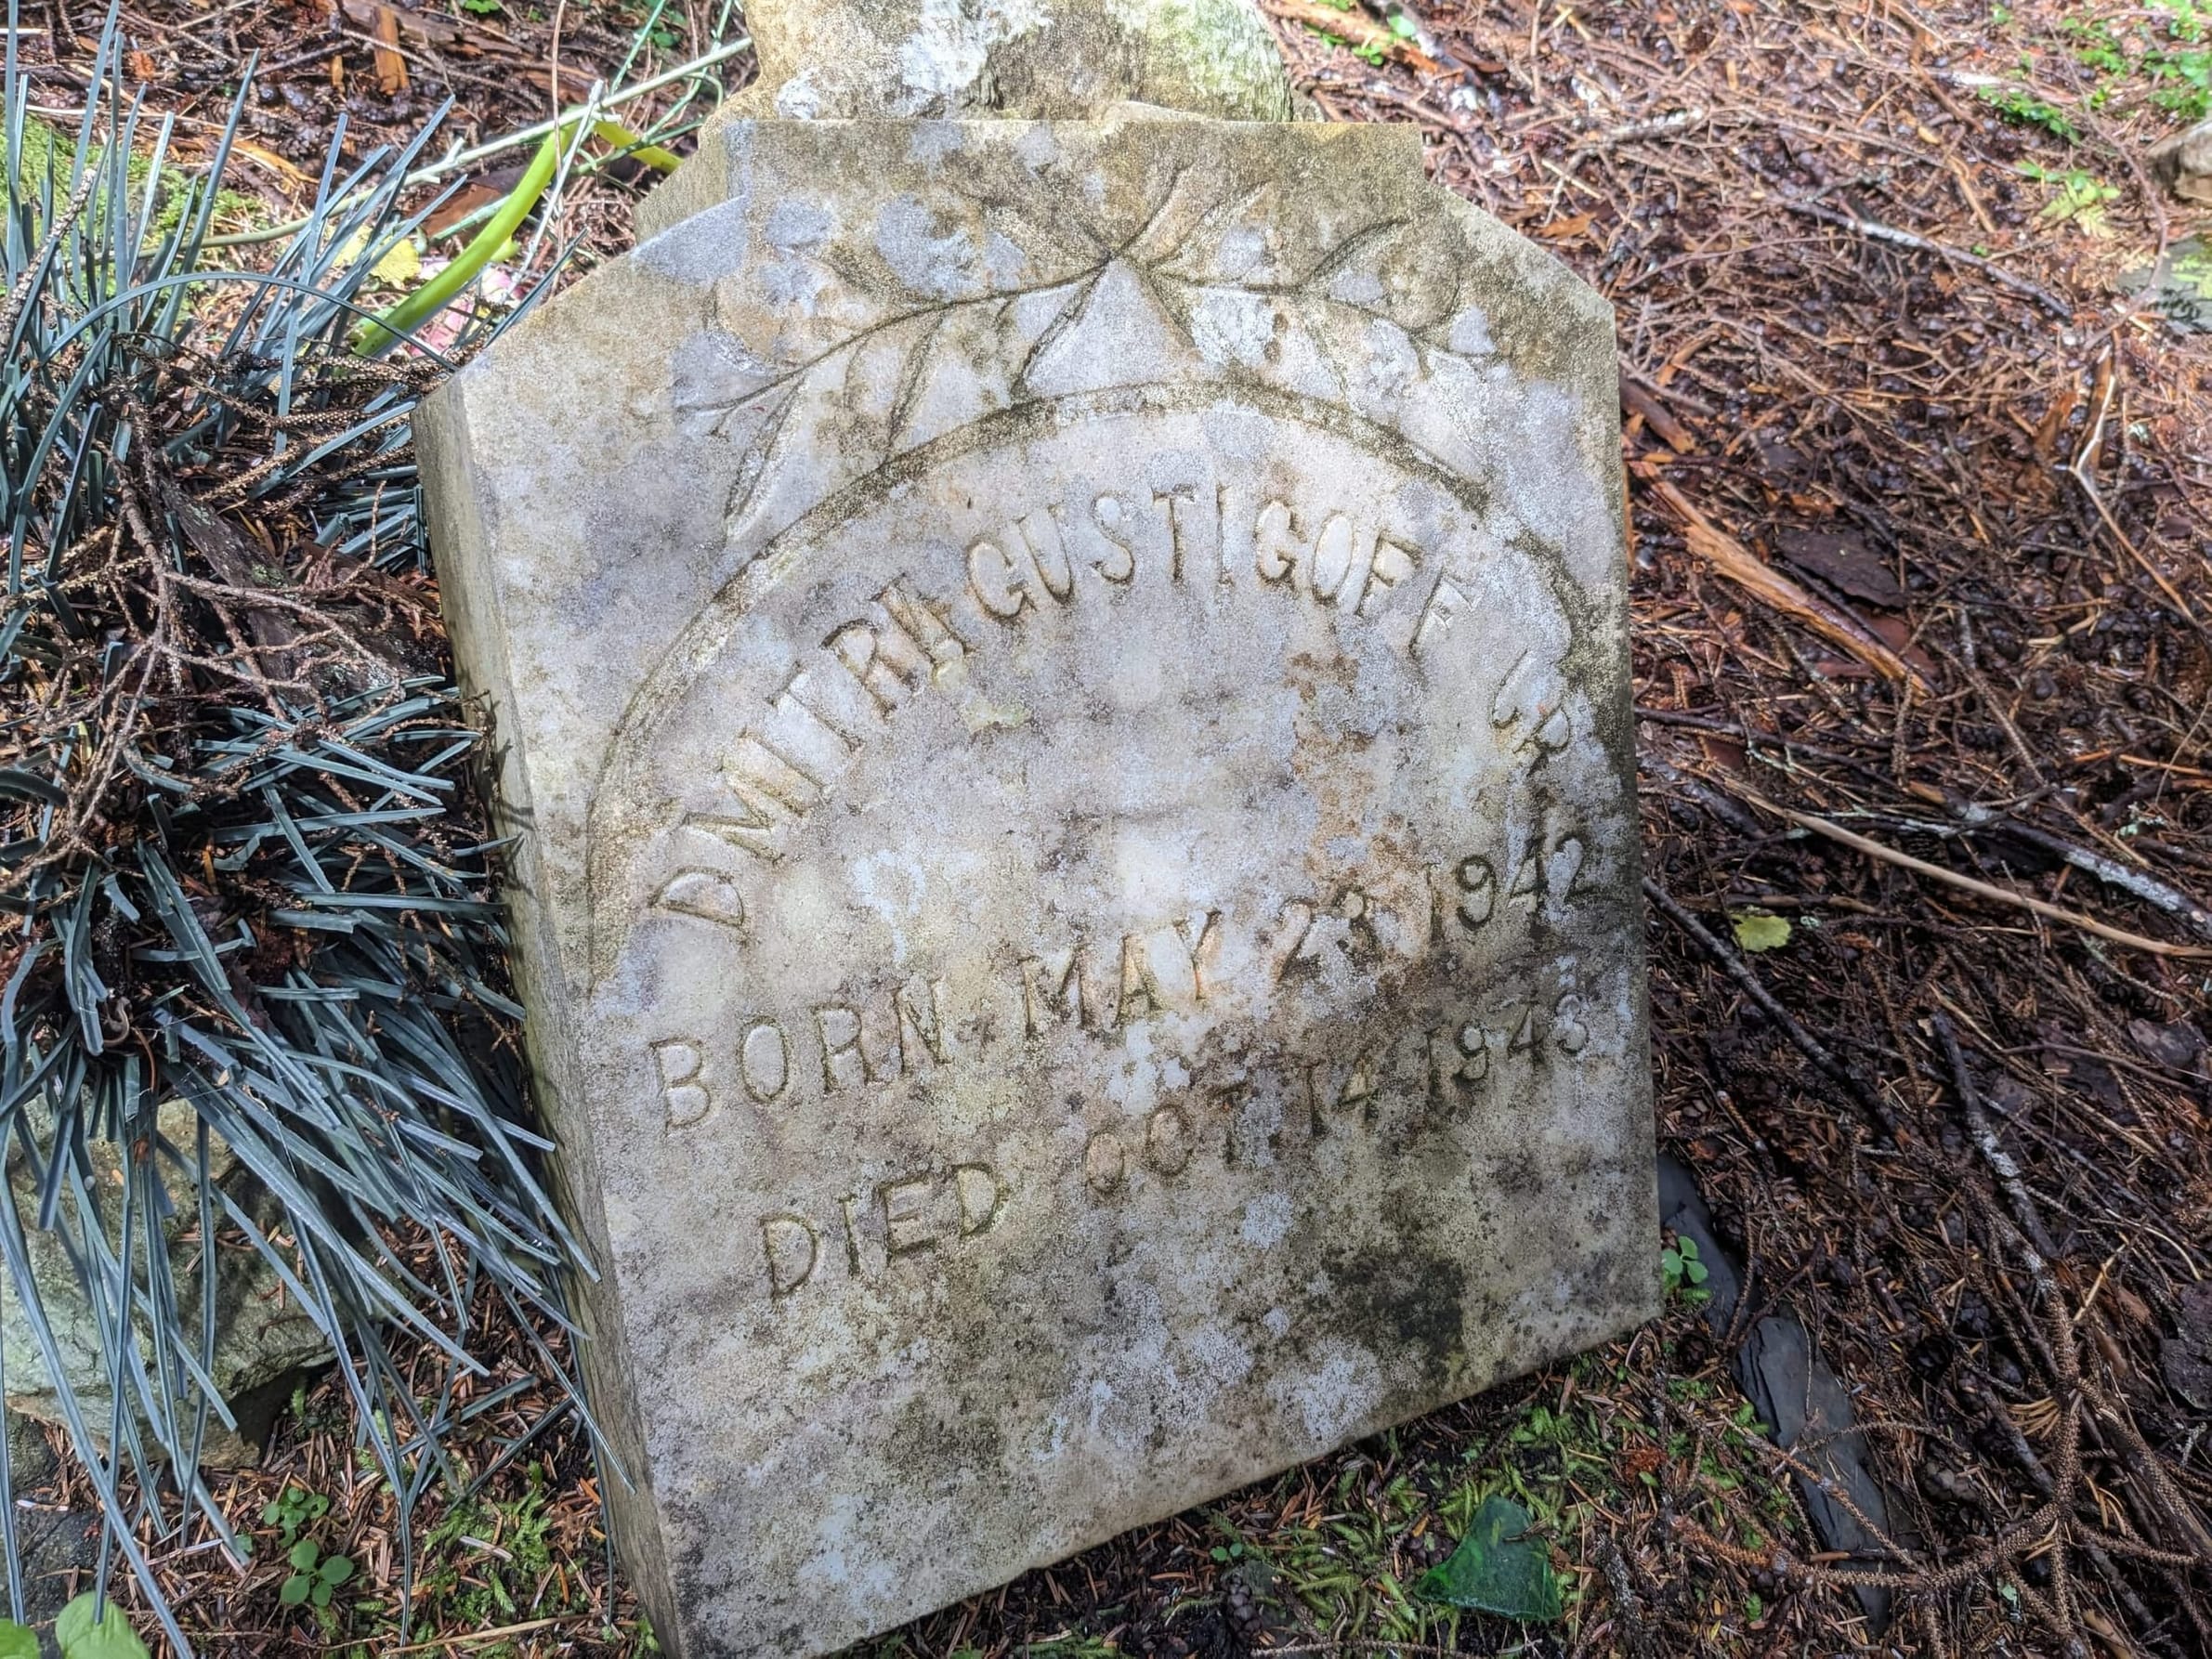 DMITRI GUSTIGOFF JR
BORN MAY 23 1942
DIED OCT 14 1943